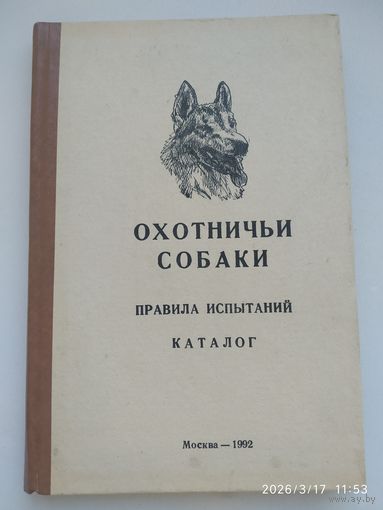 ОХОТНИЧЬИ
СОБАКИ
ПРАВИЛА ИСПЫТАНИЙ
КАТАЛОГ
Москва — 1992
2026/3/17 11:53
ay.by